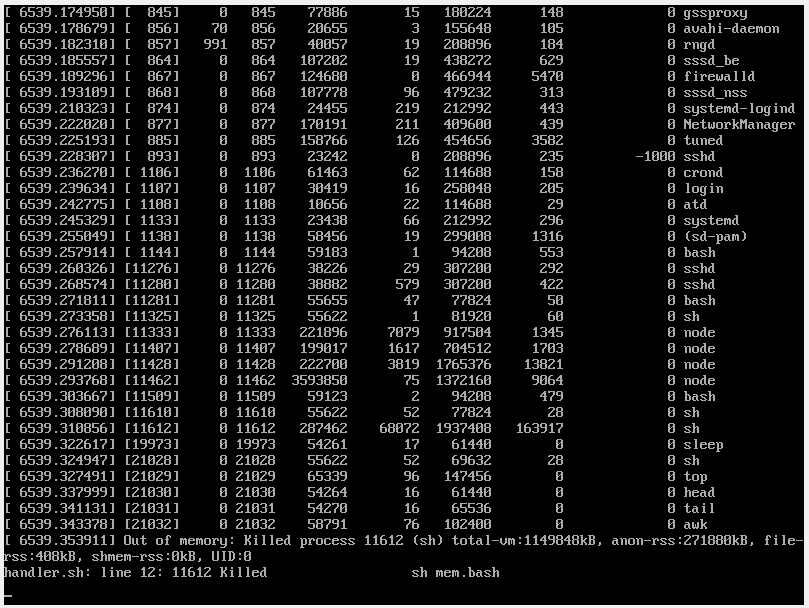 [ 6539.174950] [  845]     0   845    77886       15   180224      148             0 gssproxy
[ 6539.178679] [  856]    70   856    20655        3   155648      105             0 avahi-daemon
[ 6539.182310] [  857]   991   857    40057       19   208896      184             0 rngd
[ 6539.185557] [  864]     0   864   107202       19   430272      629             0 sssd_be
[ 6539.189296] [  867]     0   867   124680        0   466944     5470             0 firewalld
[ 6539.193109] [  868]     0   868   107778       96   479232      313             0 sssd_nss
[ 6539.210323] [  874]     0   874    24455      219   212992      443             0 systemd-logind
[ 6539.222020] [  877]     0   877   170191      211   409600      439             0 NetworkManager
[ 6539.225193] [  885]     0   885   158766      126   454656     3582             0 tuned
[ 6539.228307] [  893]     0   893    23242        0   208896      235         -1000 sshd
[ 6539.236270] [ 1106]     0  1106    61463       62   114688      158             0 crond
[ 6539.239634] [ 1107]     0  1107    30419       16   258048      205             0 login
[ 6539.242775] [ 1108]     0  1108    10656       22   114688       29             0 atd
[ 6539.245329] [ 1133]     0  1133    23438       66   212992      296             0 systemd
[ 6539.255049] [ 1138]     0  1138    58456       19   299008     1316             0 (sd-pam)
[ 6539.257914] [ 1144]     0  1144    59183        1    94208      553             0 bash
[ 6539.260326] [11276]     0 11276    38226       29   307200      292             0 sshd
[ 6539.268574] [11280]     0 11280    38882      579   307200      422             0 sshd
[ 6539.271811] [11281]     0 11281    55655       47    77824       50             0 bash
[ 6539.273358] [11325]     0 11325    55622        1    81920       60             0 sh
[ 6539.276113] [11333]     0 11333   221896     7079   917504     1345             0 node
[ 6539.278689] [11407]     0 11407   199017     1617   704512     1703             0 node
[ 6539.291208] [11428]     0 11428   222700     3819  1765376    13821             0 node
[ 6539.293768] [11462]     0 11462  3593850       75  1372160     9064             0 node
[ 6539.303667] [11509]     0 11509    59123        2    94208      479             0 bash
[ 6539.308090] [11610]     0 11610    55622       52    77824       28             0 sh
[ 6539.310856] [11612]     0 11612   287462    68072  1937408   163917             0 sh
[ 6539.322617] [19973]     0 19973    54261       17    61440        0             0 sleep
[ 6539.324947] [21028]     0 21028    55622       52    69632       28             0 sh
[ 6539.327491] [21029]     0 21029    65339       96   147456        0             0 top
[ 6539.337999] [21030]     0 21030    54264       16    61440        0             0 head
[ 6539.341131] [21031]     0 21031    54270       16    65536        0             0 tail
[ 6539.343378] [21032]     0 21032    58791       76   102400        0             0 awk
[ 6539.353911] Out of memory: Killed process 11612 (sh) total-vm:1149848kB, anon-rss:271880kB, file-
rss:408kB, shmem-rss:0kB, UID:0
handler.sh: line 12: 11612 Killed                  sh mem.bash